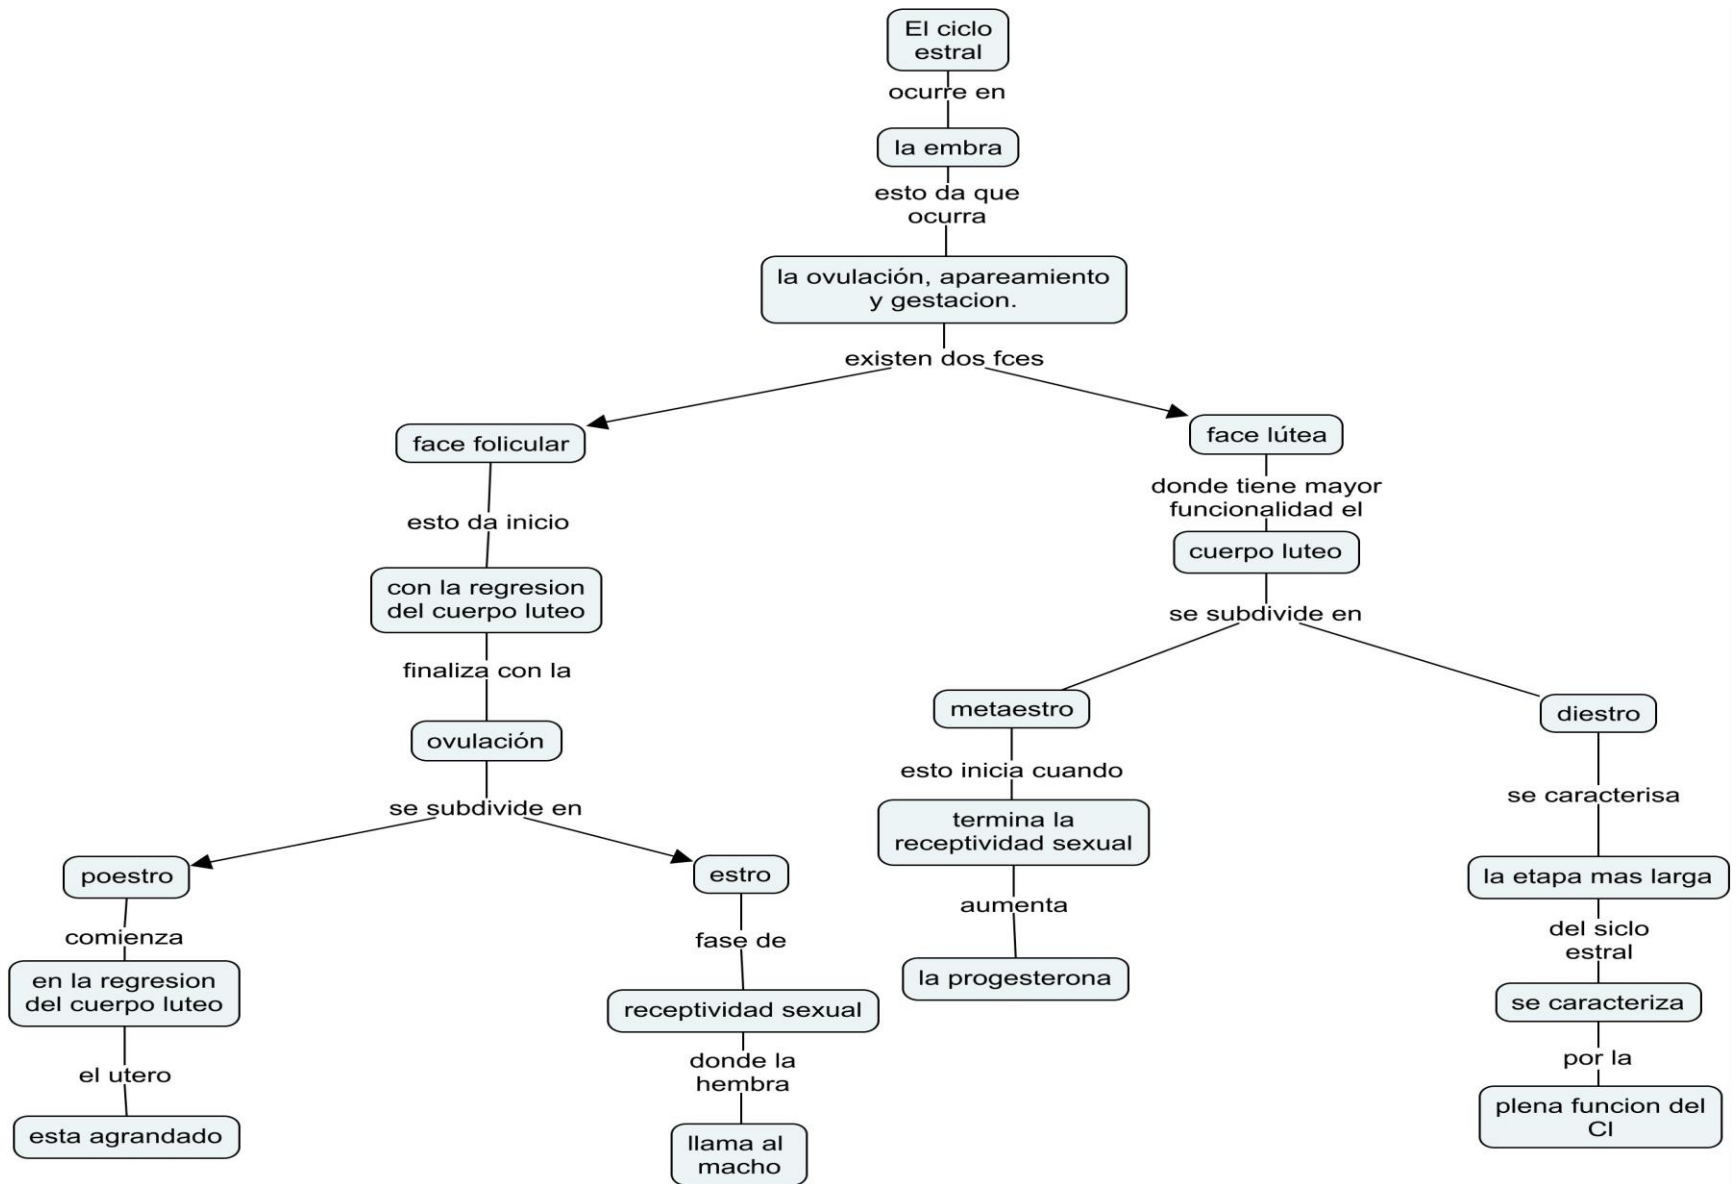 El ciclo
estral
ocurre en
la embra
esto da que
ocurra
la ovulación, apareamiento
y gestacion.
existen dos fces
face folicular
esto da inicio
con la regresion
del cuerpo luteo
finaliza con la
ovulación
se subdivide en
poestro
comienza
en la regresion
del cuerpo luteo
el utero
esta agrandado
estro
fase de
receptividad sexual
donde la
hembra
llama al
macho
face lútea
donde tiene mayor
funcionalidad el
cuerpo luteo
se subdivide en
metaestro
esto inicia cuando
termina la
receptividad sexual
aumenta
la progesterona
diestro
se caracterisa
la etapa mas larga
del siclo
estral
se caracteriza
por la
plena funcion del
Cl